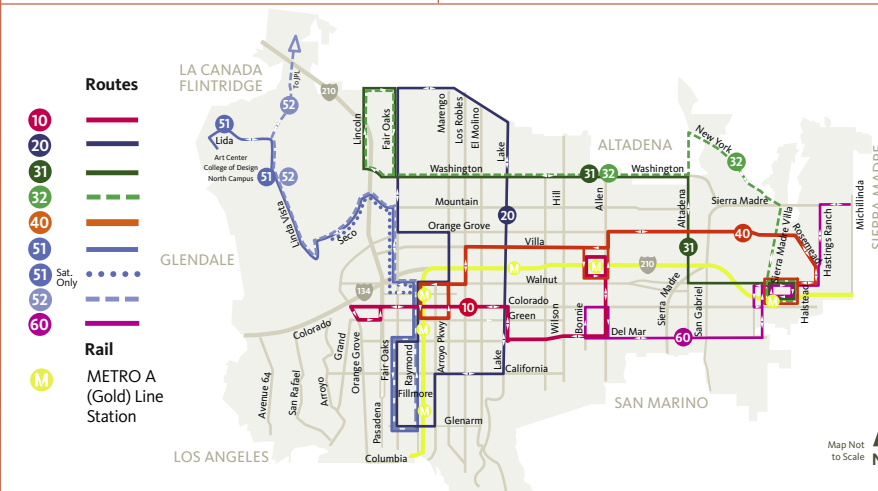 Routes
10
20
31
32
40
51
51 Sat.
Only
52
60
Rail
M METRO A
(Gold) Line
Station
LA CANADA
FLINTRIDGE
ALTADENA
GLENDALE
LOS ANGELES
SAN MARINO
SIERRA MADRE
To JPL
210
52
51
Lida
Art Center
College of Design
North Campus
51
52
Linda Vista
Seco
Lincoln
Fair Oaks
Marengo
Los Robles
El Molino
Lake
Washington
31
32
Washington
New York
32
Mountain
Hill
Allen
Altadena
Sierra Madre
Orange Grove
20
Villa
40
31
Sierra Madre Villa
Rosemead
Hastings Ranch
Michillinda
M
M
210
Walnut
134
M
10
Colorado
Green
Wilson
Bonnie
Sierra Madre
San Gabriel
M
Halstead
Colorado
M
Del Mar
60
Grand
Orange Grove
Fair Oaks
Raymond
Arroyo Pkwy
Lake
California
Avenue 64
San Rafael
Arroyo
Pasadena
Fillmore
M
Glenarm
Columbia
Map Not
to Scale
N